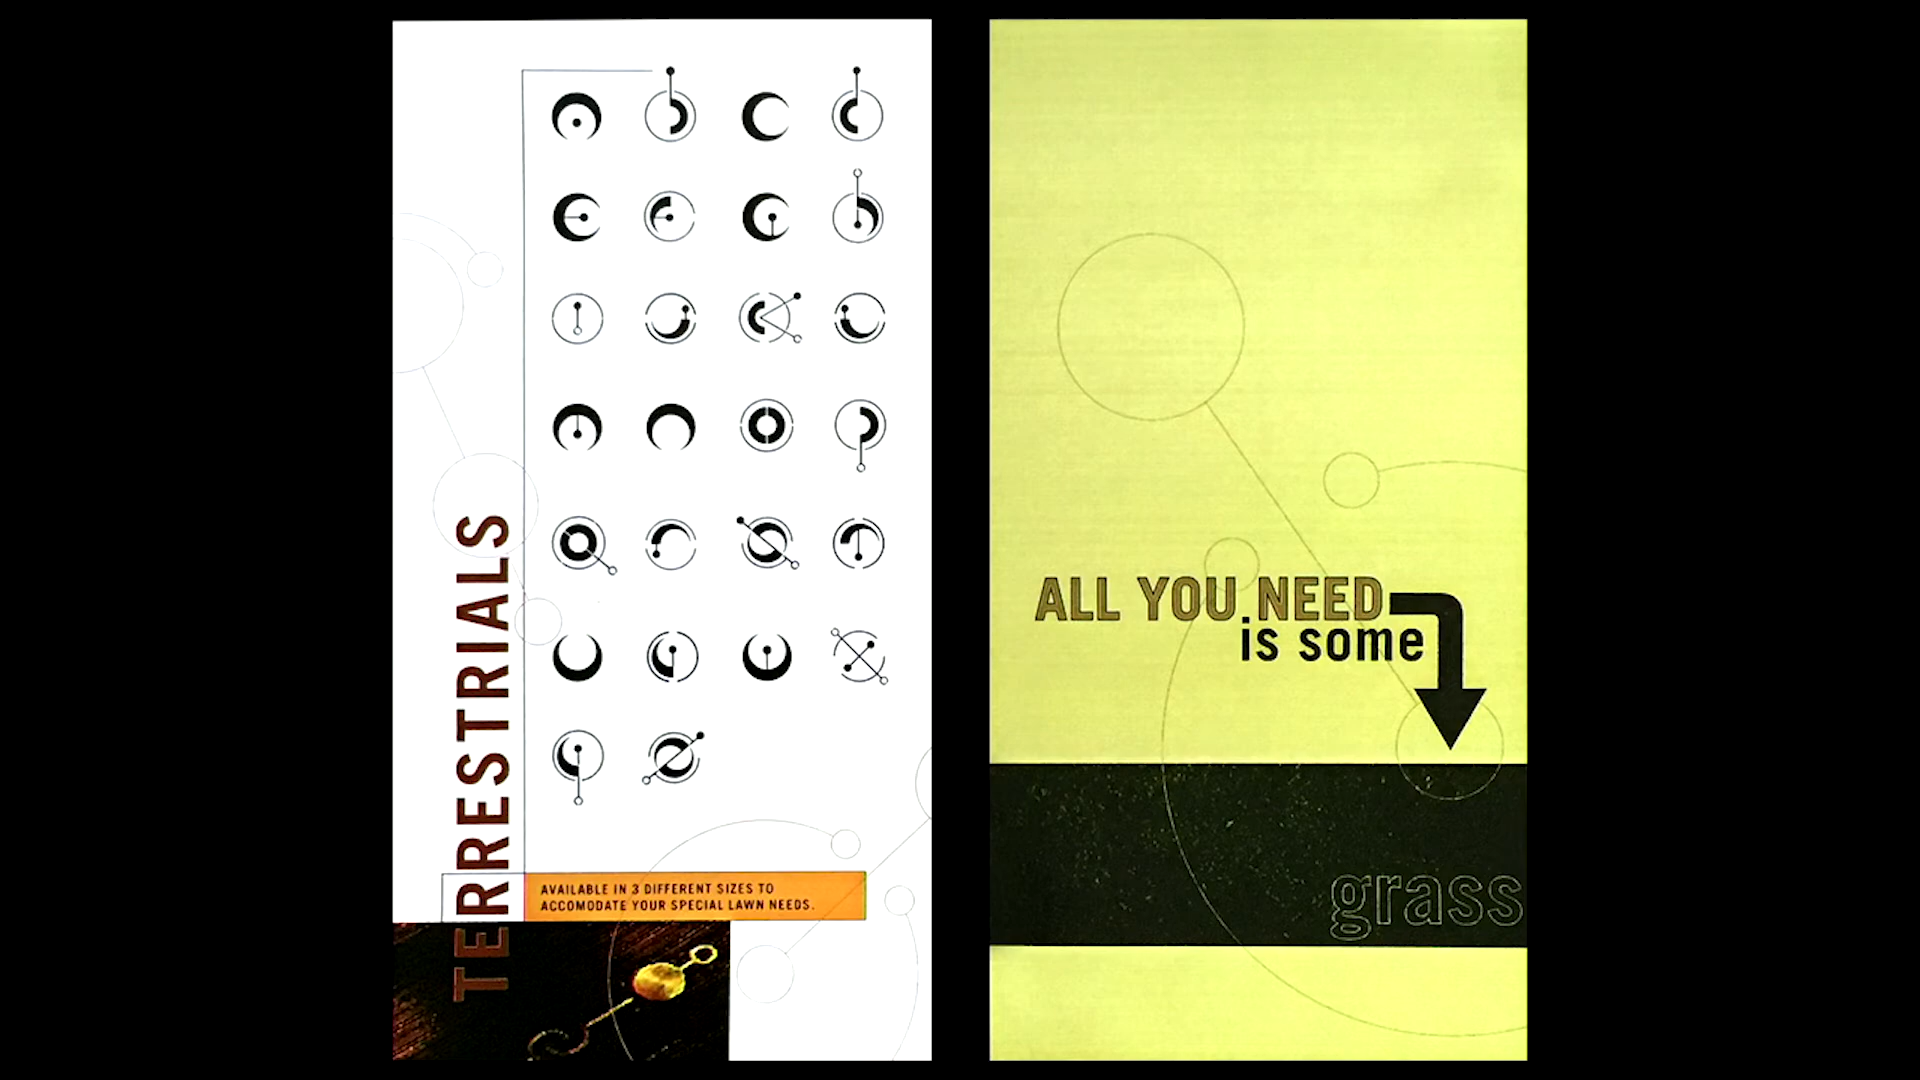 TERRESTRIALS
AVAILABLE IN 3 DIFFERENT SIZES TO
ACCOMODATE YOUR SPECIAL LAWN NEEDS.
ALL YOU NEED
is some
grass